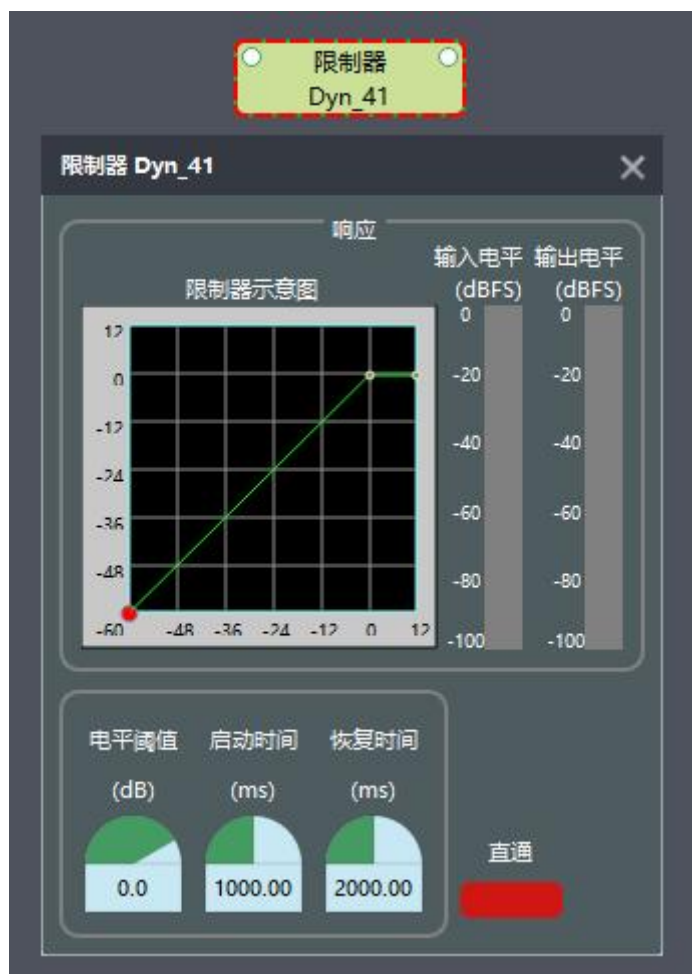 限制器
Dyn_41
限制器 Dyn_41
响应
输入电平 输出电平
限制器示意图 (dBFS) (dBFS)
0 0
12
0 -20 -20
-12
-24 -40 -40
-36 -60 -60
-48 -80 -80
-60 -48 -36 -24 -12 0 12 -100 -100
电平阈值 启动时间 恢复时间
(dB) (ms) (ms)
直通
0.0 1000.00 2000.00